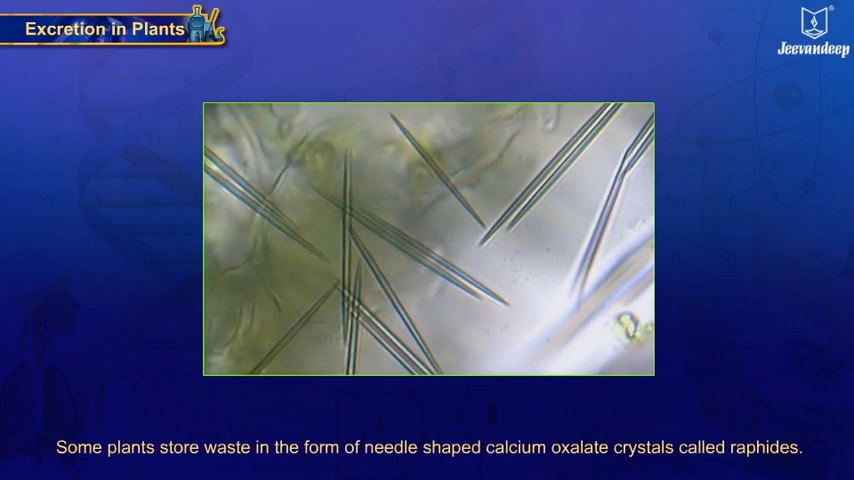 Excretion in Plants
Jeevandeep
Some plants store waste in the form of needle shaped calcium oxalate crystals called raphides.